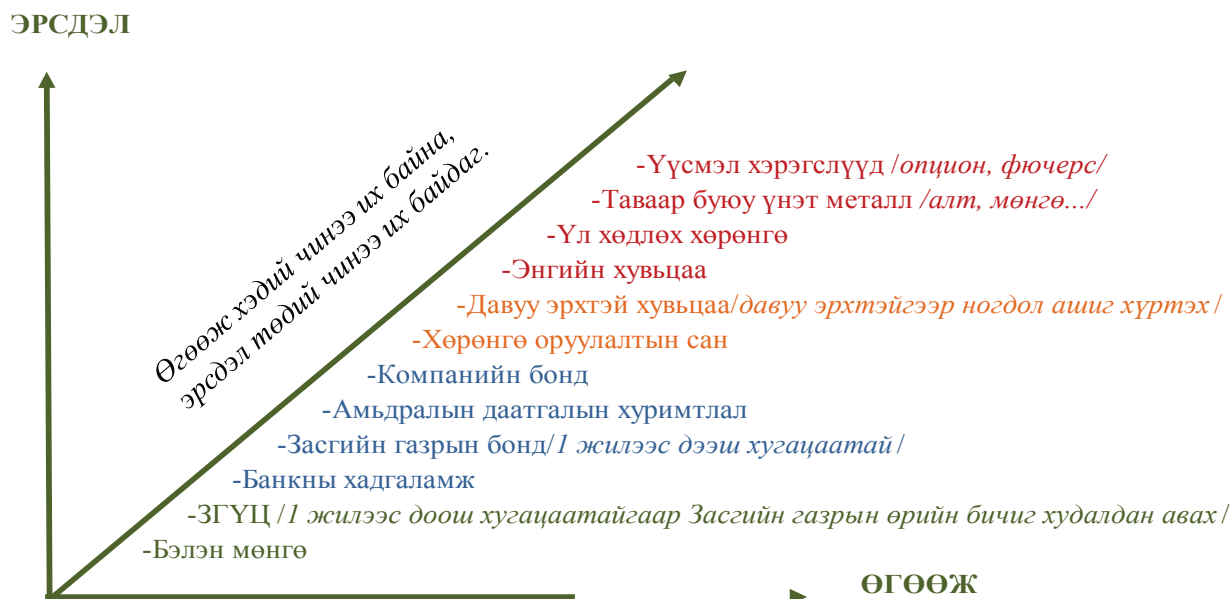 ЭРСДЭЛ
Өгөөж хэдий чинээ их байна,
эрсдэл төдий чинээ их байдаг.
-Үүсмэл хэрэгслүүд /опцион, фючерс/
-Таваар буюу үнэт металл /алт, мөнгө.../
-Үл хөдлөх хөрөнгө
-Энгийн хувьцаа
-Давуу эрхтэй хувьцаа/давуу эрхтэйгээр ногдол ашиг хүртэх/
-Хөрөнгө оруулалтын сан
-Компанийн бонд
-Амьдралын даатгалын хуримтлал
-Засгийн газрын бонд/1 жилээс дээш хугацаатай/
-Банкны хадгаламж
-ЗГҮЦ /1 жилээс доош хугацаатайгаар Засгийн газрын өрийн бичиг худалдан авах/
-Бэлэн мөнгө
ӨГӨӨЖ